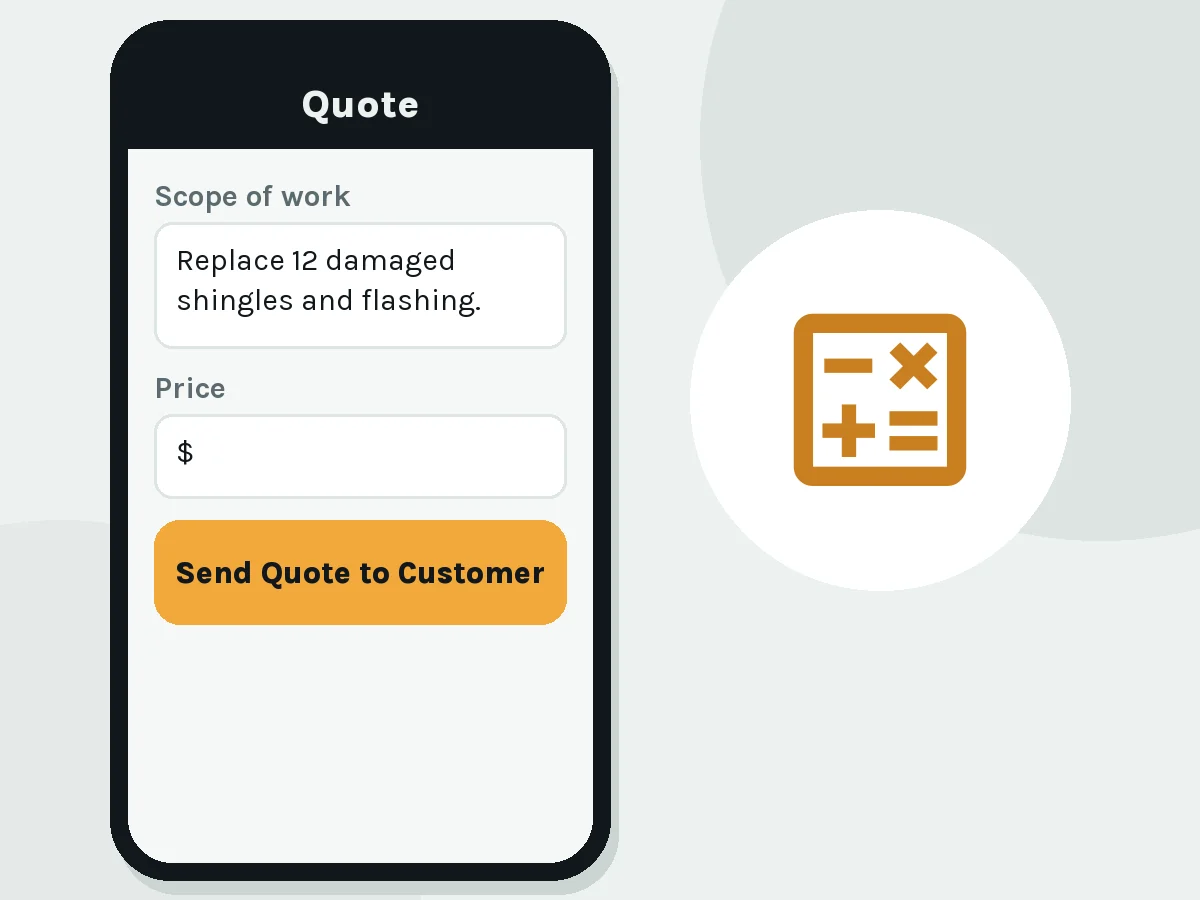 Quote
Scope of work
Replace 12 damaged
shingles and flashing.
Price
$
Send Quote to Customer